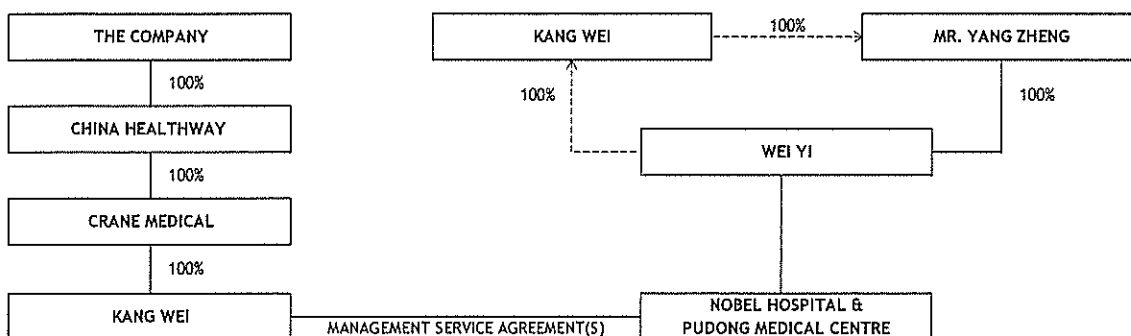 THE COMPANY
100%
CHINA HEALTHWAY
100%
CRANE MEDICAL
100%
KANG WEI
MANAGEMENT SERVICE AGREEMENT(S)
KANG WEI
100%
MR. YANG ZHENG
100%
100%
WEI YI
NOBEL HOSPITAL &
PUDONG MEDICAL CENTRE